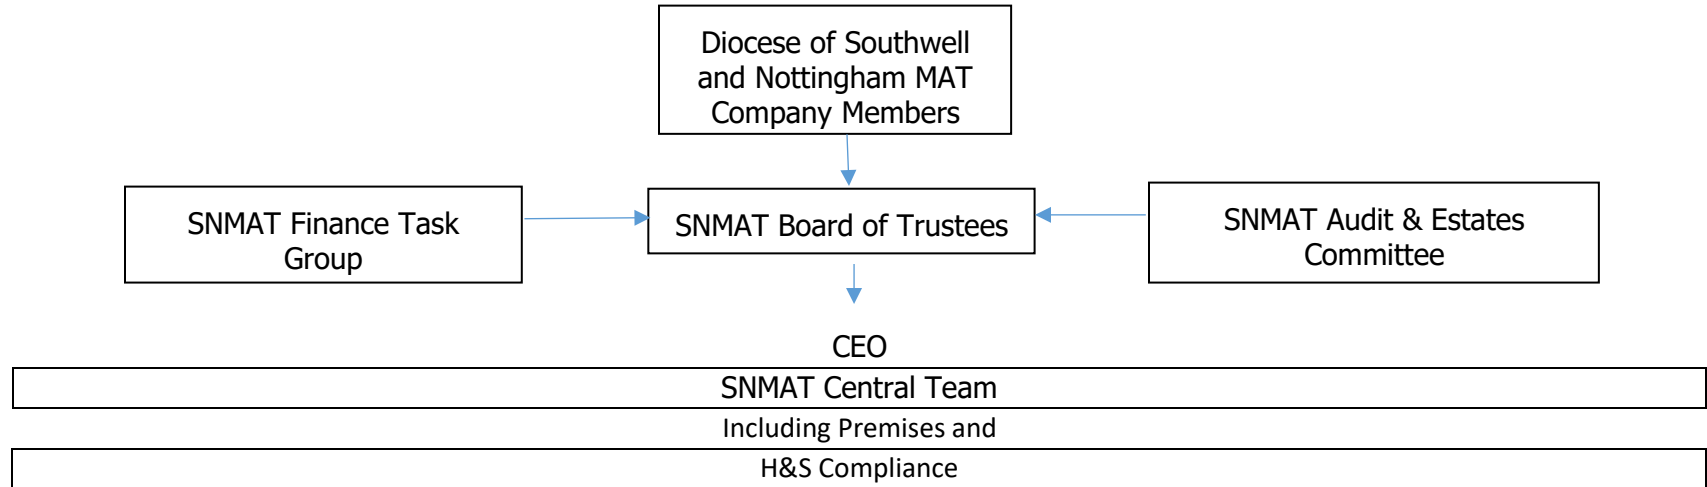 Diocese of Southwell
and Nottingham MAT
Company Members
SNMAT Finance Task
Group
SNMAT Board of Trustees
SNMAT Audit & Estates
Committee
CEO
SNMAT Central Team
Including Premises and
H&S Compliance